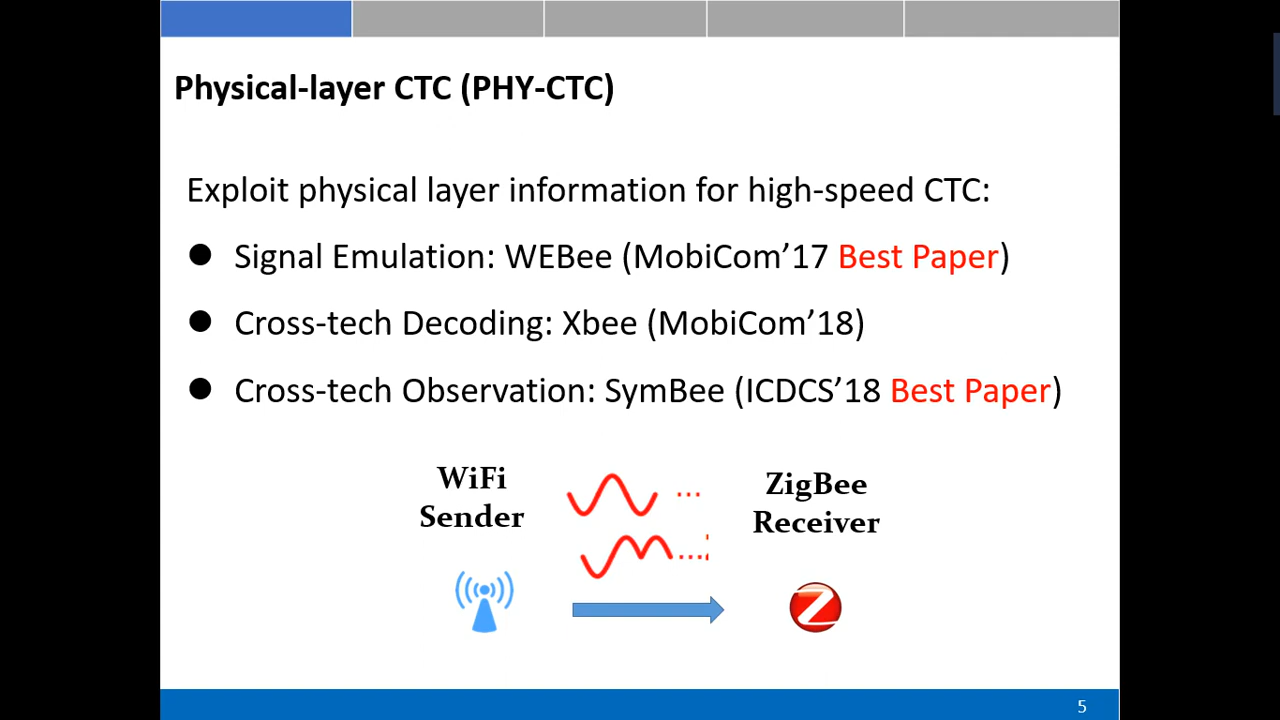 Physical-layer CTC (PHY-CTC)
Exploit physical layer information for high-speed CTC:
● Signal Emulation: WEBee (MobiCom’17 Best Paper)
● Cross-tech Decoding: Xbee (MobiCom’18)
● Cross-tech Observation: SymBee (ICDCS’18 Best Paper)
WiFi
Sender
ZigBee
Receiver
5